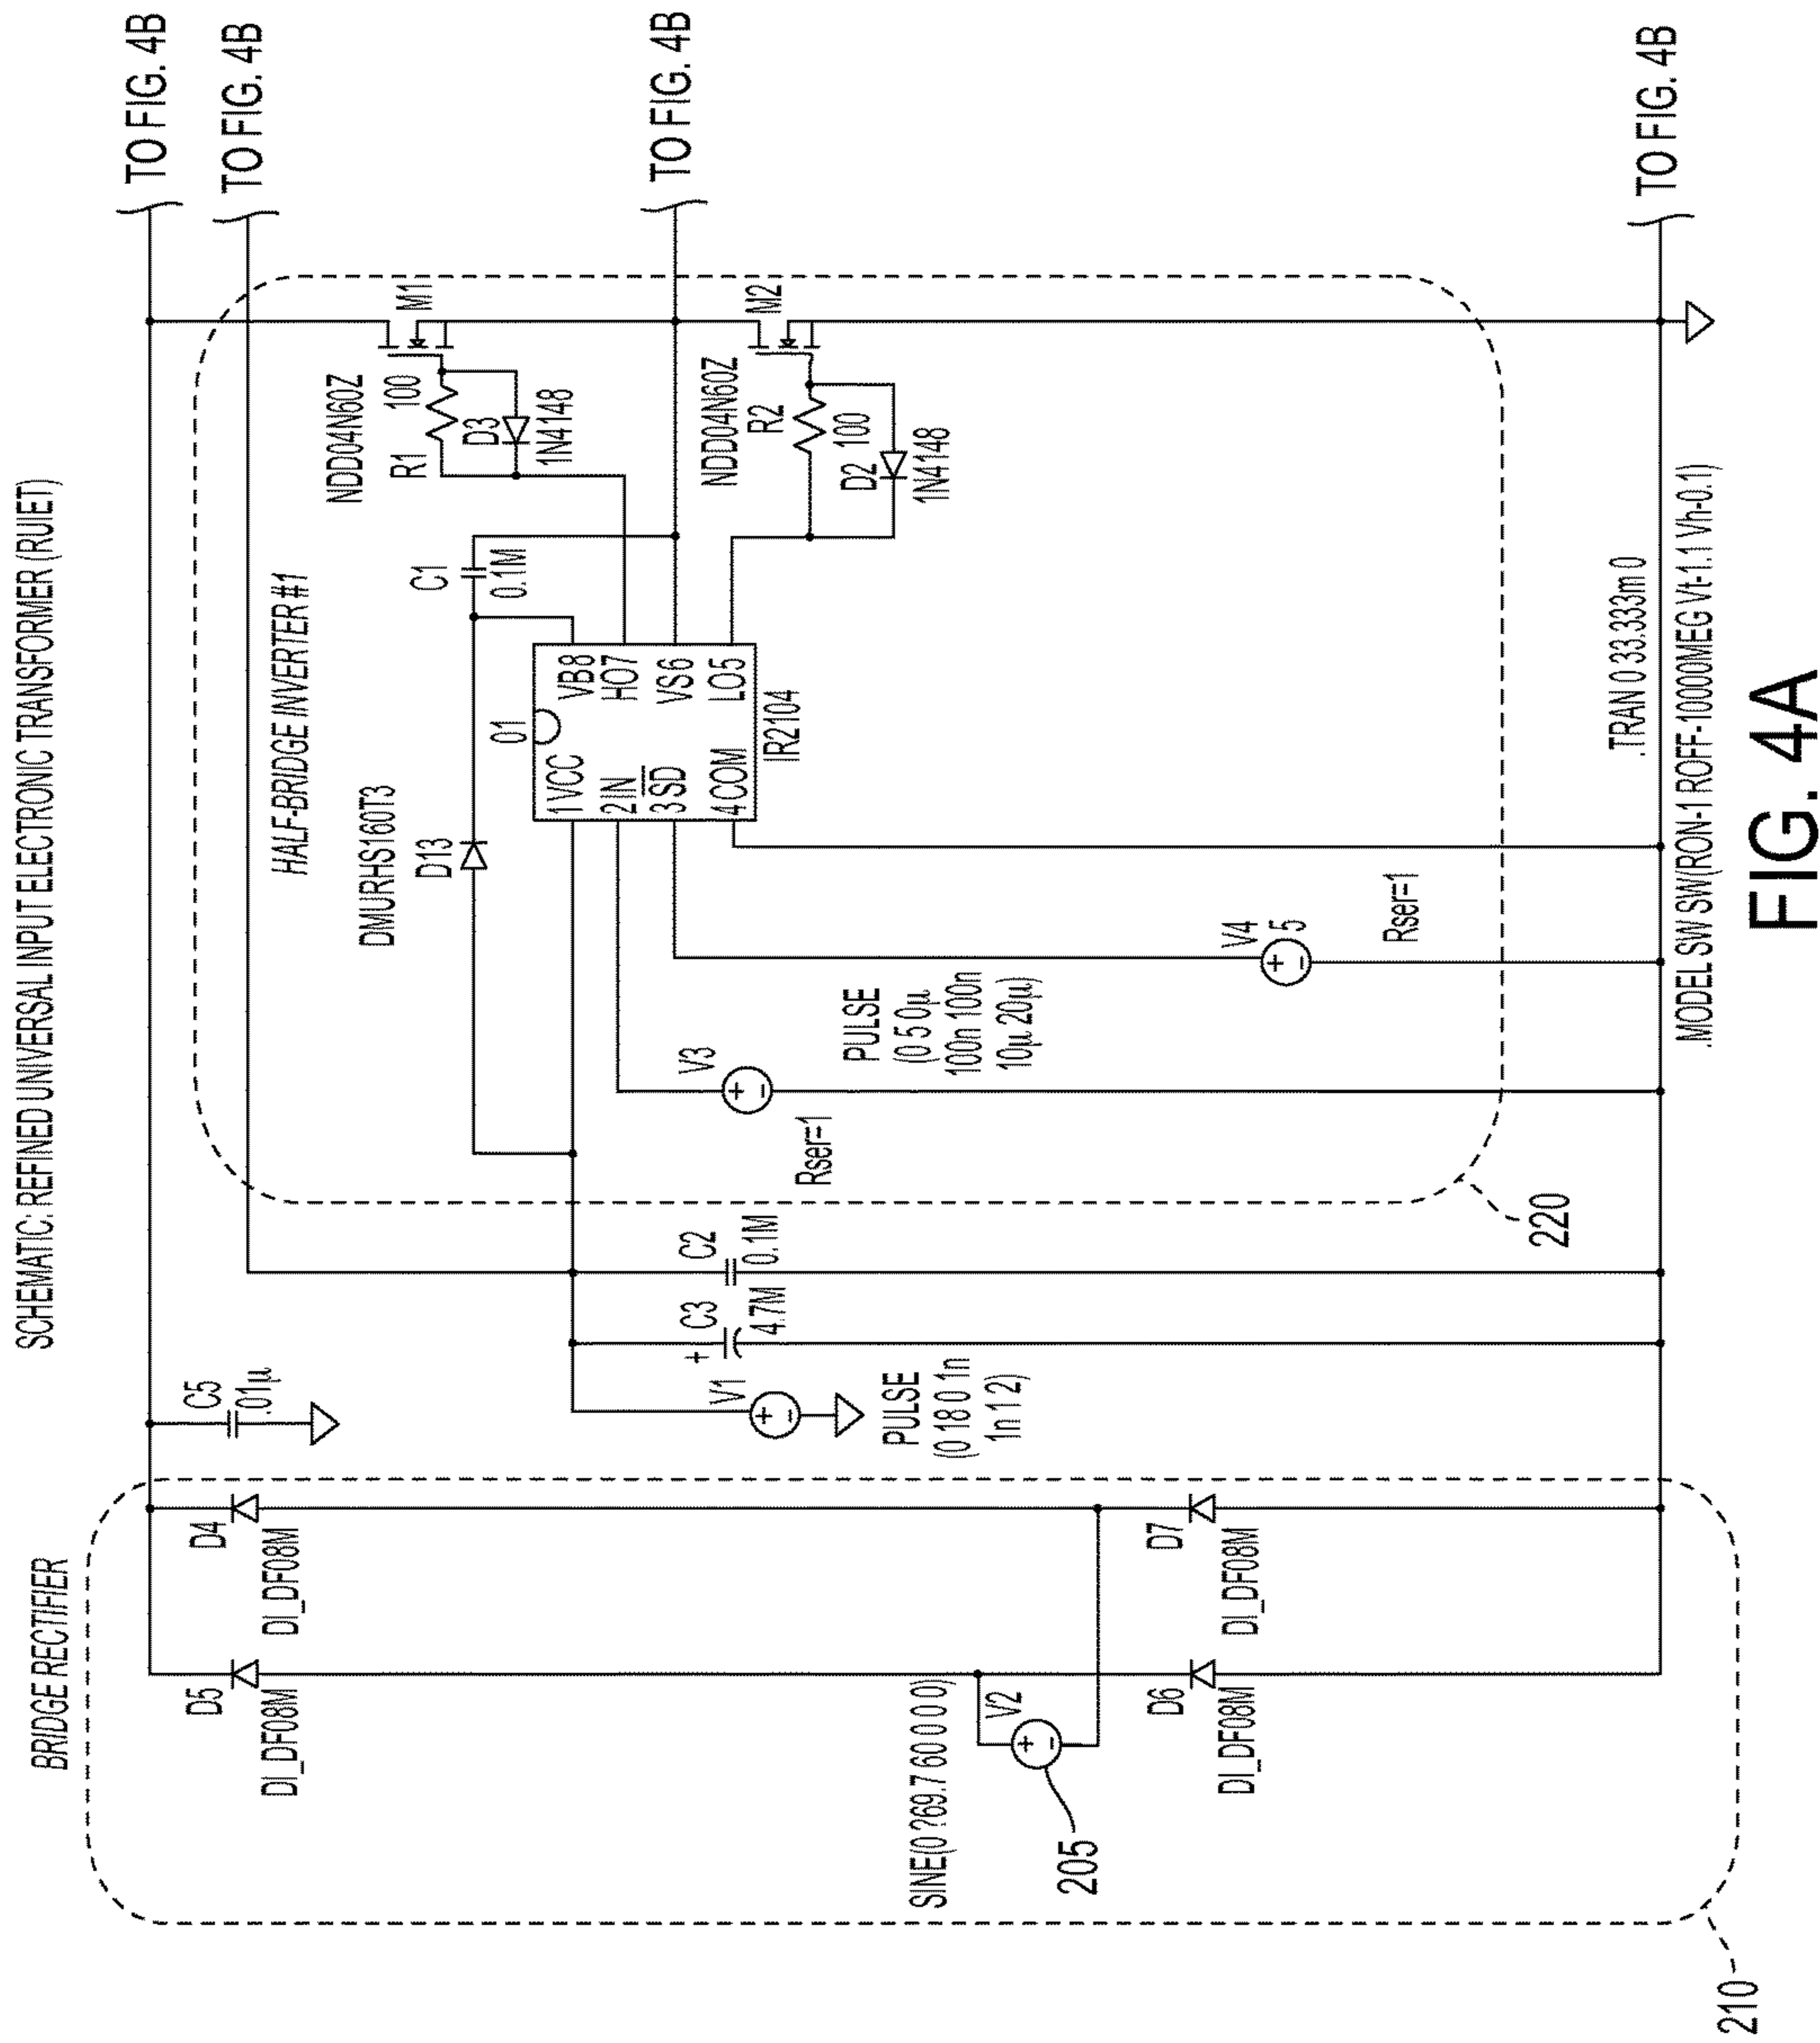 SCHEMATIC: REFINED UNIVERSAL INPUT ELECTRONIC TRANSFORMER (RUIET)
BRIDGE RECTIFIER
D5
DI_DF08M
D4
DI_DF08M
SINE(0 ?69.7 60 0 0 0)
V2
205
D6
DI_DF08M
D7
DI_DF08M
210
C5
.01µ
V1
PULSE
(0 18 0 1n
1n 1 2)
C3
4.7M
+
C2
0.1M
HALF-BRIDGE INVERTER #1
DMURHS160T3
D13
C1
0.1M
01
1 VCC
2 IN
3 SD
4 COM
VB8
HO7
VS6
LO5
IR2104
Rser=1
V3
PULSE
(0 5 0µ
100n 100n
10µ 20µ)
V4
5
Rser=1
220
NDD04N60Z
R1
100
D3
1N4148
M1
NDD04N60Z
R2
100
D2
1N4148
M2
TO FIG. 4B
TO FIG. 4B
TO FIG. 4B
TO FIG. 4B
.TRAN 0 33.333m 0
.MODEL SW SW(RON-1 ROFF-10000MEG Vt-1.1 Vh-0.1)
FIG. 4A